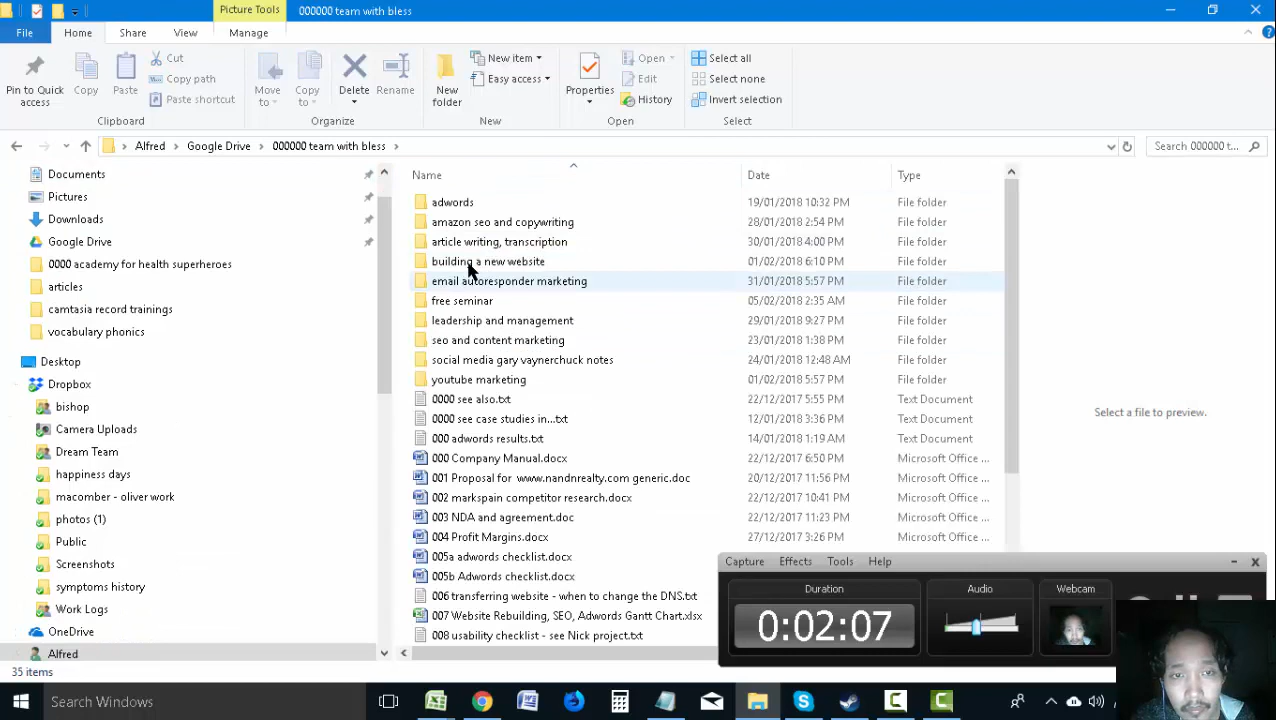 Picture Tools
000000 team with bless
File
Home
Share
View
Manage
Pin to Quick access
Copy
Paste
Cut
Copy path
Paste shortcut
Clipboard
Move to
Copy to
Delete
Rename
Organize
New folder
New item
Easy access
New
Properties
Open
Edit
History
Open
Select all
Select none
Invert selection
Select
Alfred
Google Drive
000000 team with bless
Search 000000 t...
Documents
Pictures
Downloads
Google Drive
0000 academy for health superheroes
articles
camtasia record trainings
vocabulary phonics
Desktop
Dropbox
bishop
Camera Uploads
Dream Team
happiness days
macomber - oliver work
photos (1)
Public
Screenshots
symptoms history
Work Logs
OneDrive
Alfred
Name Date Type
adwords 19/01/2018 10:32 PM File folder
amazon seo and copywriting 28/01/2018 2:54 PM File folder
article writing, transcription 30/01/2018 4:00 PM File folder
building a new website 01/02/2018 6:10 PM File folder
email autoresponder marketing 31/01/2018 5:57 PM File folder
free seminar 05/02/2018 2:35 AM File folder
leadership and management 29/01/2018 9:27 PM File folder
seo and content marketing 23/01/2018 1:38 PM File folder
social media gary vaynerchuck notes 24/01/2018 12:48 AM File folder
youtube marketing 01/02/2018 5:57 PM File folder
0000 see also.txt 22/12/2017 5:55 PM Text Document
0000 see case studies in...txt 12/01/2018 3:36 PM Text Document
000 adwords results.txt 14/01/2018 1:19 AM Text Document
000 Company Manual.docx 22/12/2017 6:50 PM Microsoft Office ...
001 Proposal for www.nandnrealty.com generic.doc 20/12/2017 11:56 PM Microsoft Office ...
002 markspain competitor research.docx 22/12/2017 10:41 PM Microsoft Office ...
003 NDA and agreement.doc 22/12/2017 11:23 PM Microsoft Office ...
004 Profit Margins.docx 27/12/2017 3:26 PM Microsoft Office ...
005a adwords checklist.docx
005b Adwords checklist.docx
006 transferring website - when to change the DNS.txt
007 Website Rebuilding, SEO, Adwords Gantt Chart.xlsx
008 usability checklist - see Nick project.txt
Select a file to preview.
Capture Effects Tools Help
Duration
0:02:07
Audio
Webcam
35 items
Search Windows